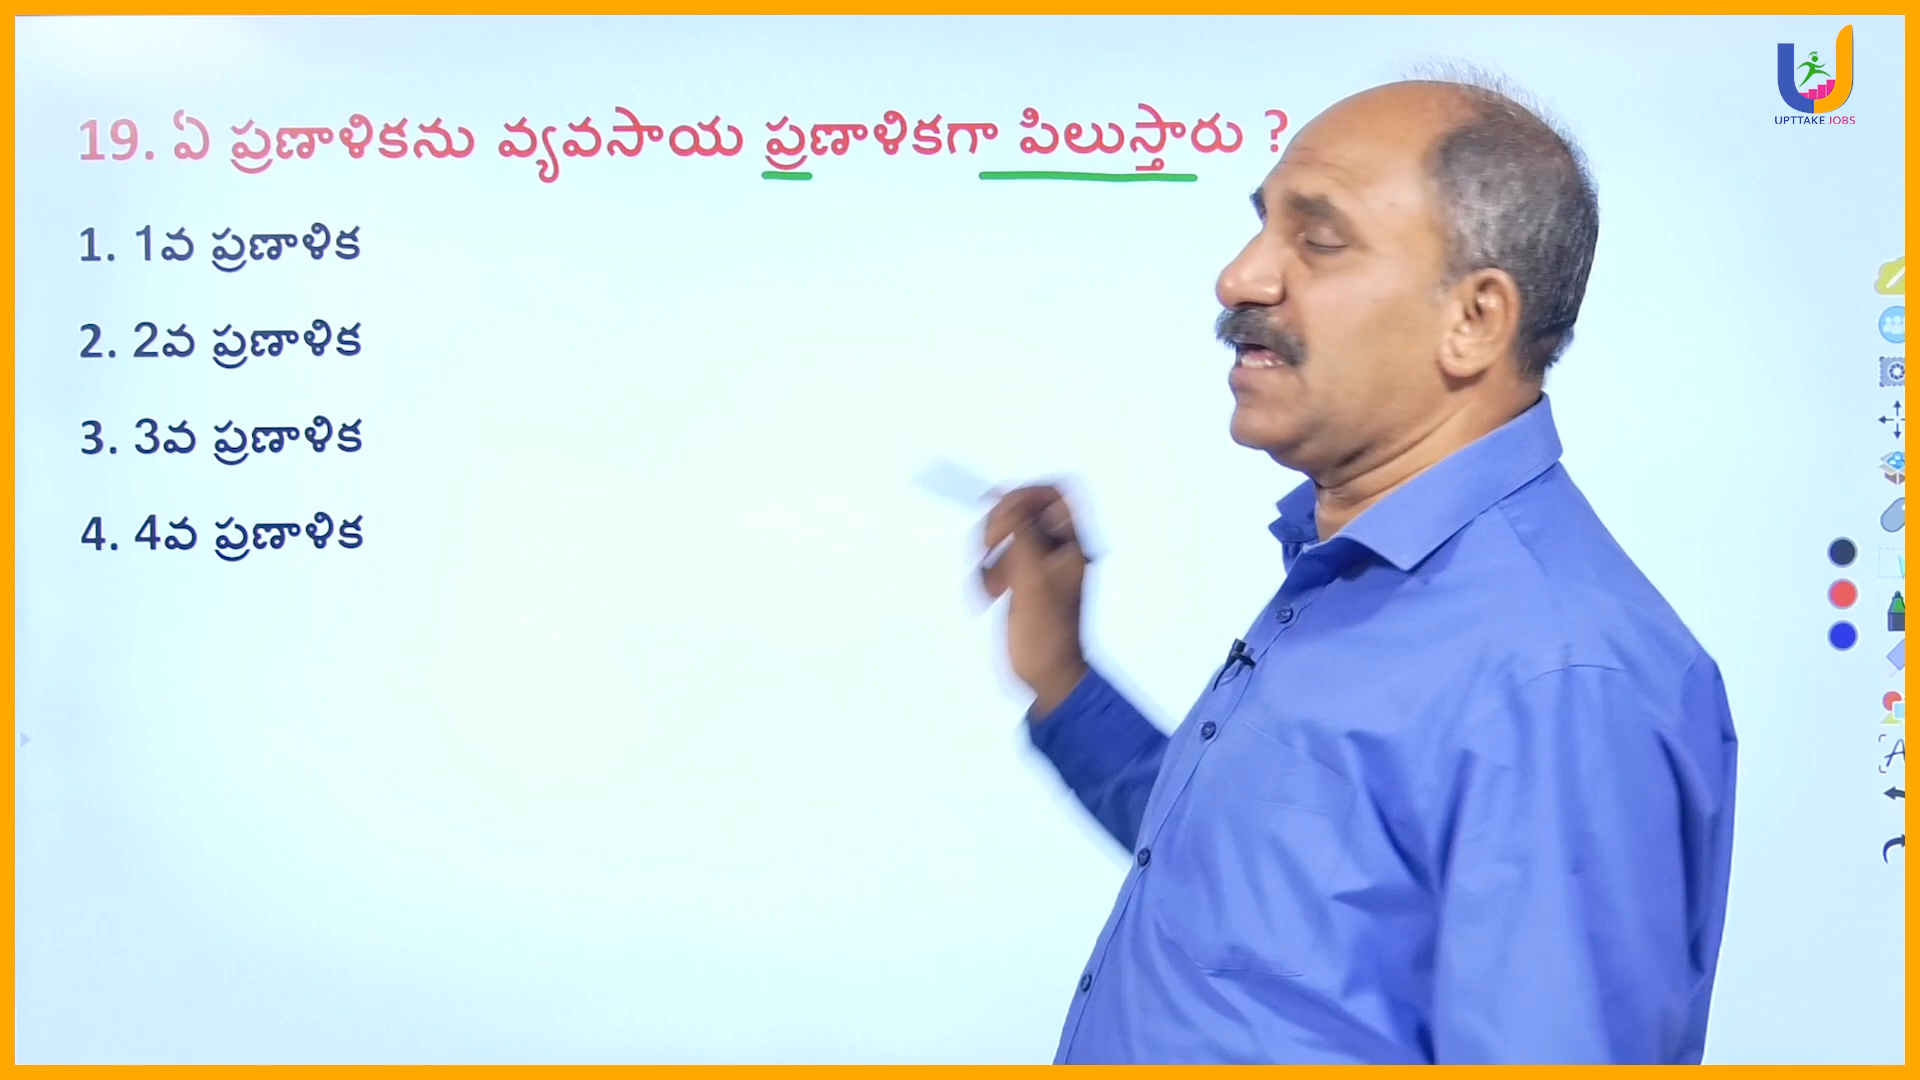 UPTTAKE JOBS
19. ఏ ప్రణాళికను వ్యవసాయ ప్రణాళికగా పిలుస్తారు ?
1. 1వ ప్రణాళిక
2. 2వ ప్రణాళిక
3. 3వ ప్రణాళిక
4. 4వ ప్రణాళిక